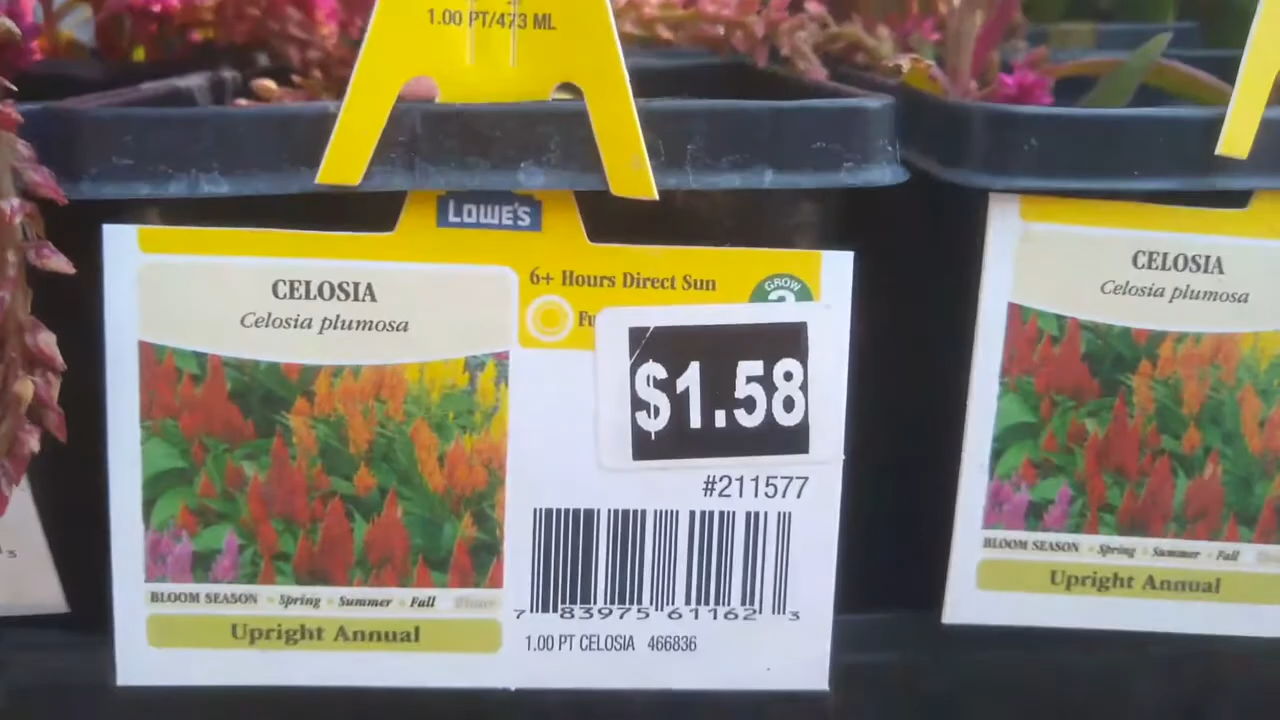 1.00 PT/473 ML
LOWE'S
CELOSIA
Celosia plumosa
6+ Hours Direct Sun
GROW
$1.58
#211577
7 83975 61162 3
1.00 PT CELOSIA 466836
BLOOM SEASON Spring Summer Fall
Upright Annual
CELOSIA
Celosia plumosa
BLOOM SEASON Spring Summer Fall
Upright Annual
3